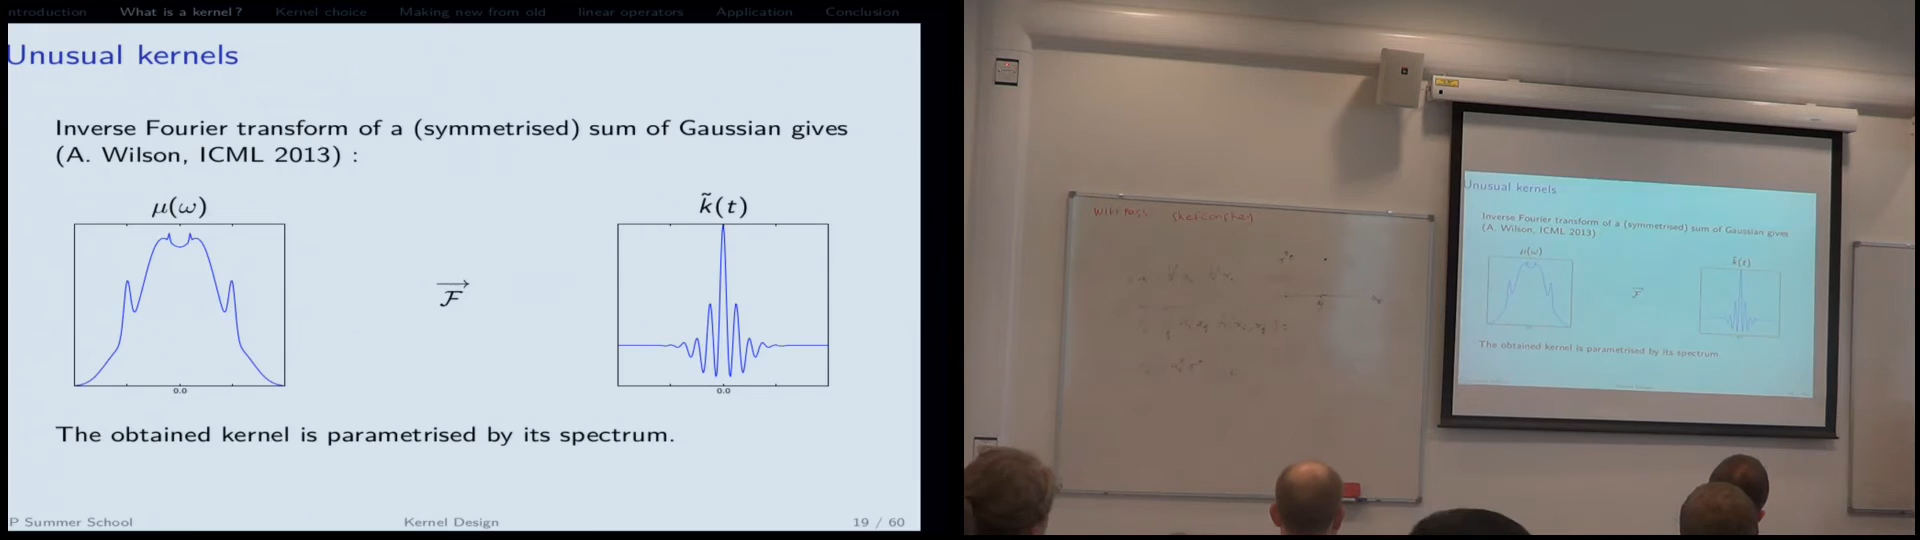 ntroduction What is a kernel? Kernel choice Making new from old linear operators Application Conclusion
Unusual kernels
Inverse Fourier transform of a (symmetrised) sum of Gaussian gives
(A. Wilson, ICML 2013) :
μ(ω) k̃(t)
F
0.0 0.0
The obtained kernel is parametrised by its spectrum.
P Summer School Kernel Design 19 / 60
Unusual kernels
Inverse Fourier transform of a (symmetrised) sum of Gaussian gives
(A. Wilson, ICML 2013)
μ(ω) k̃(t)
F
The obtained kernel is parametrised by its spectrum.